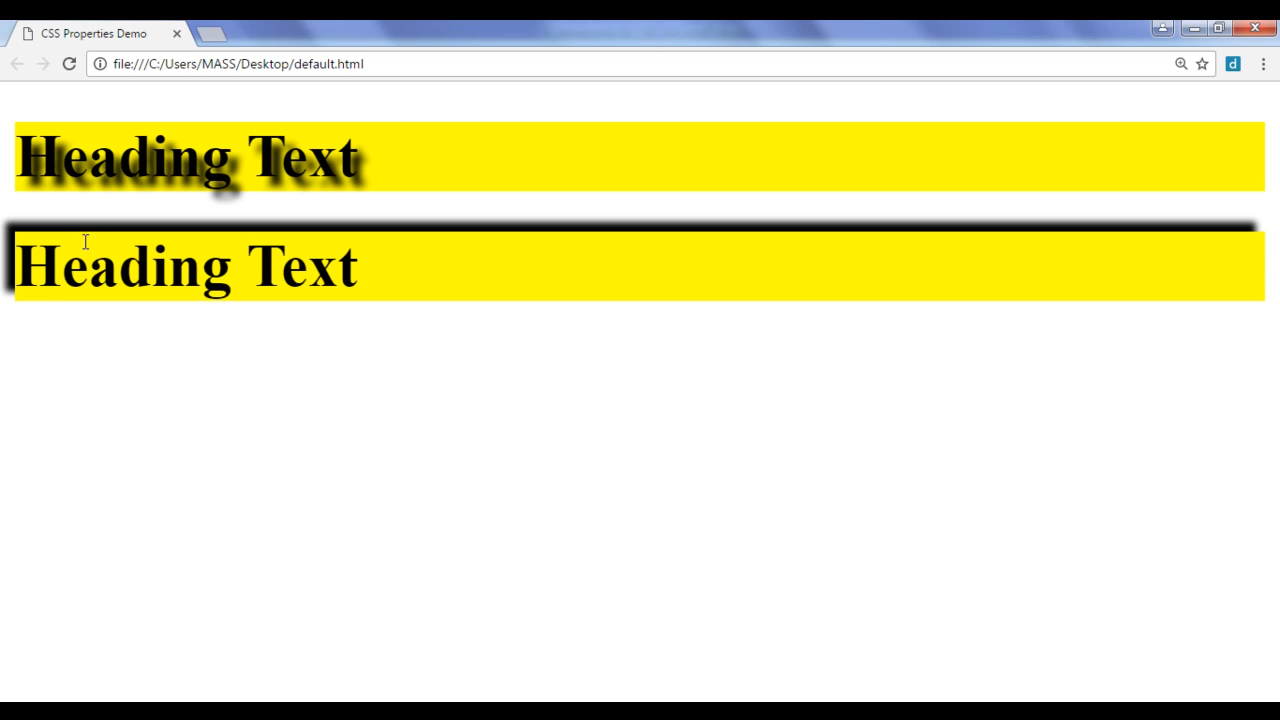 CSS Properties Demo
file:///C:/Users/MASS/Desktop/default.html
d
Heading Text
Heading Text